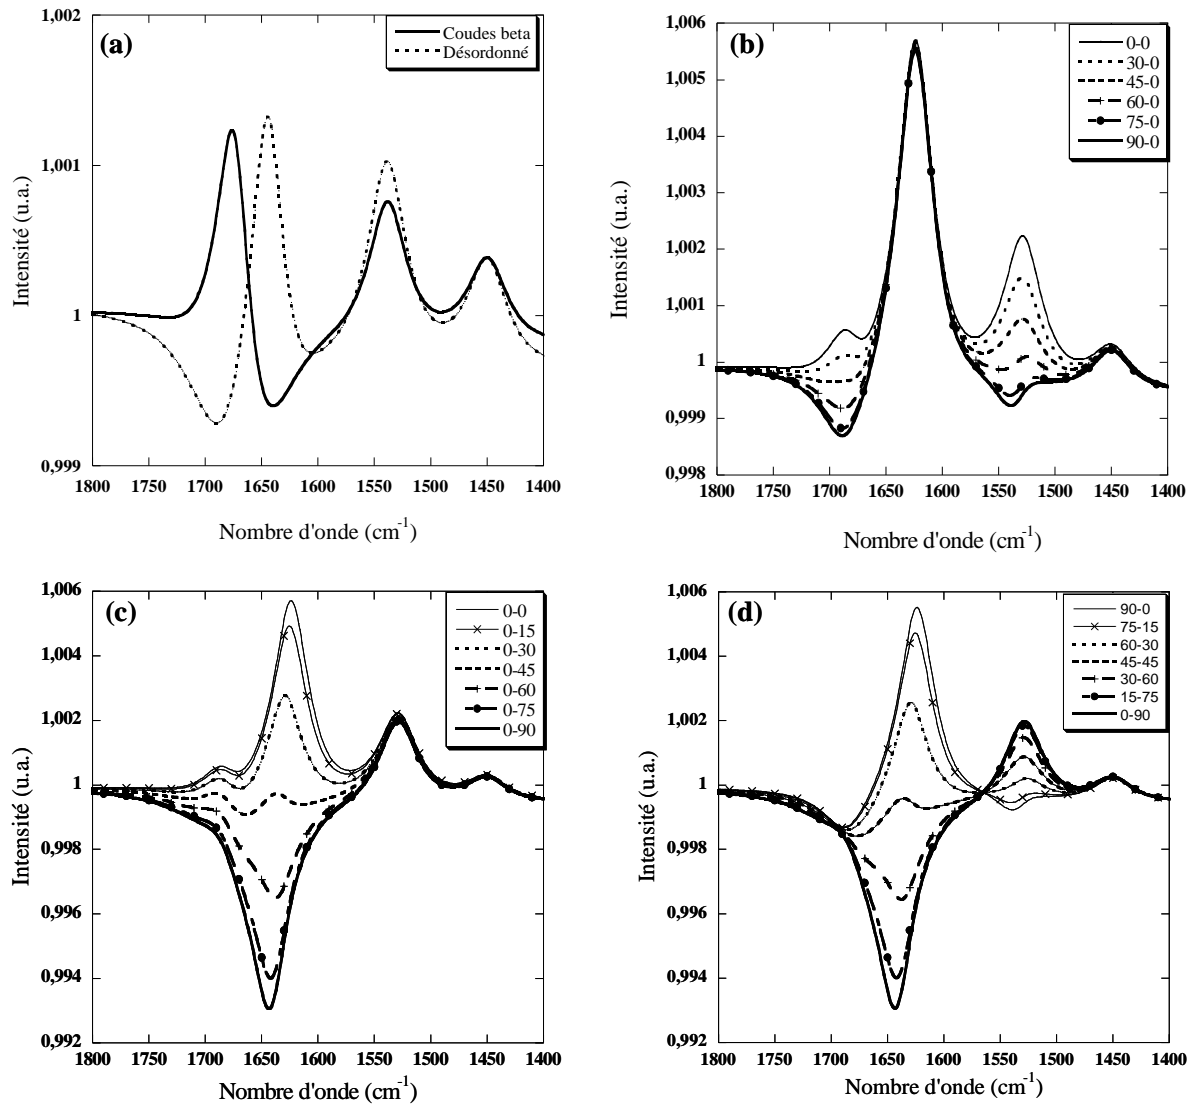 (a)
1,002
1,001
1
0,999
Coudes beta
Désordonné
1800 1750 1700 1650 1600 1550 1500 1450 1400
Nombre d'onde (cm-1)
Intensité (u.a.)
(b)
1,006
1,005
1,004
1,003
1,002
1,001
1
0,999
0,998
0-0
30-0
45-0
60-0
75-0
90-0
1800 1750 1700 1650 1600 1550 1500 1450 1400
Nombre d'onde (cm-1)
Intensité (u.a.)
(c)
1,006
1,004
1,002
1
0,998
0,996
0,994
0,992
0-0
0-15
0-30
0-45
0-60
0-75
0-90
1800 1750 1700 1650 1600 1550 1500 1450 1400
Nombre d'onde (cm-1)
Intensité (u.a.)
(d)
1,006
1,004
1,002
1
0,998
0,996
0,994
0,992
90-0
75-15
60-30
45-45
30-60
15-75
0-90
1800 1750 1700 1650 1600 1550 1500 1450 1400
Nombre d'onde (cm-1)
Intensité (u.a.)